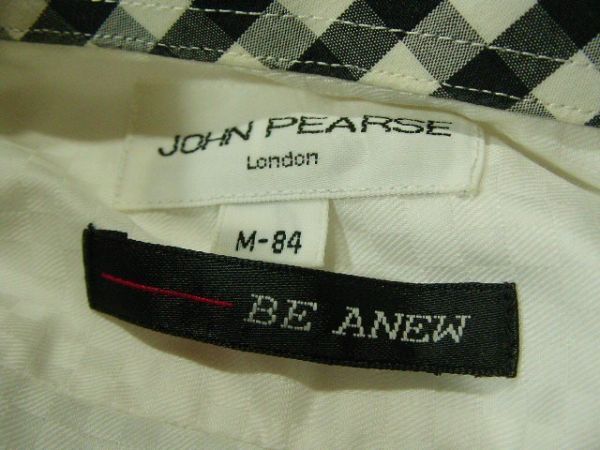 JOHN PEARSE
London
M-84
BE ANEW